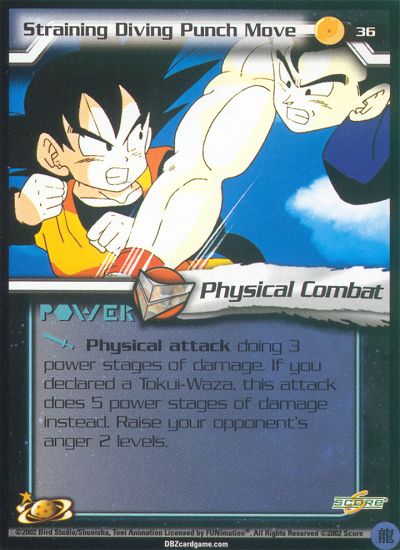 Straining Diving Punch Move 36
Physical Combat
POWER
Physical attack doing 3
power stages of damage. If you
declared a Tokui-Waza, this attack
does 5 power stages of damage
instead. Raise your opponent's
anger 2 levels.
SCORE
©2002 Bird Studio/Shueisha, Toei Animation Licensed by FUNimation®. All Rights Reserved ©2002 Score
DBZcardgame.com
龍